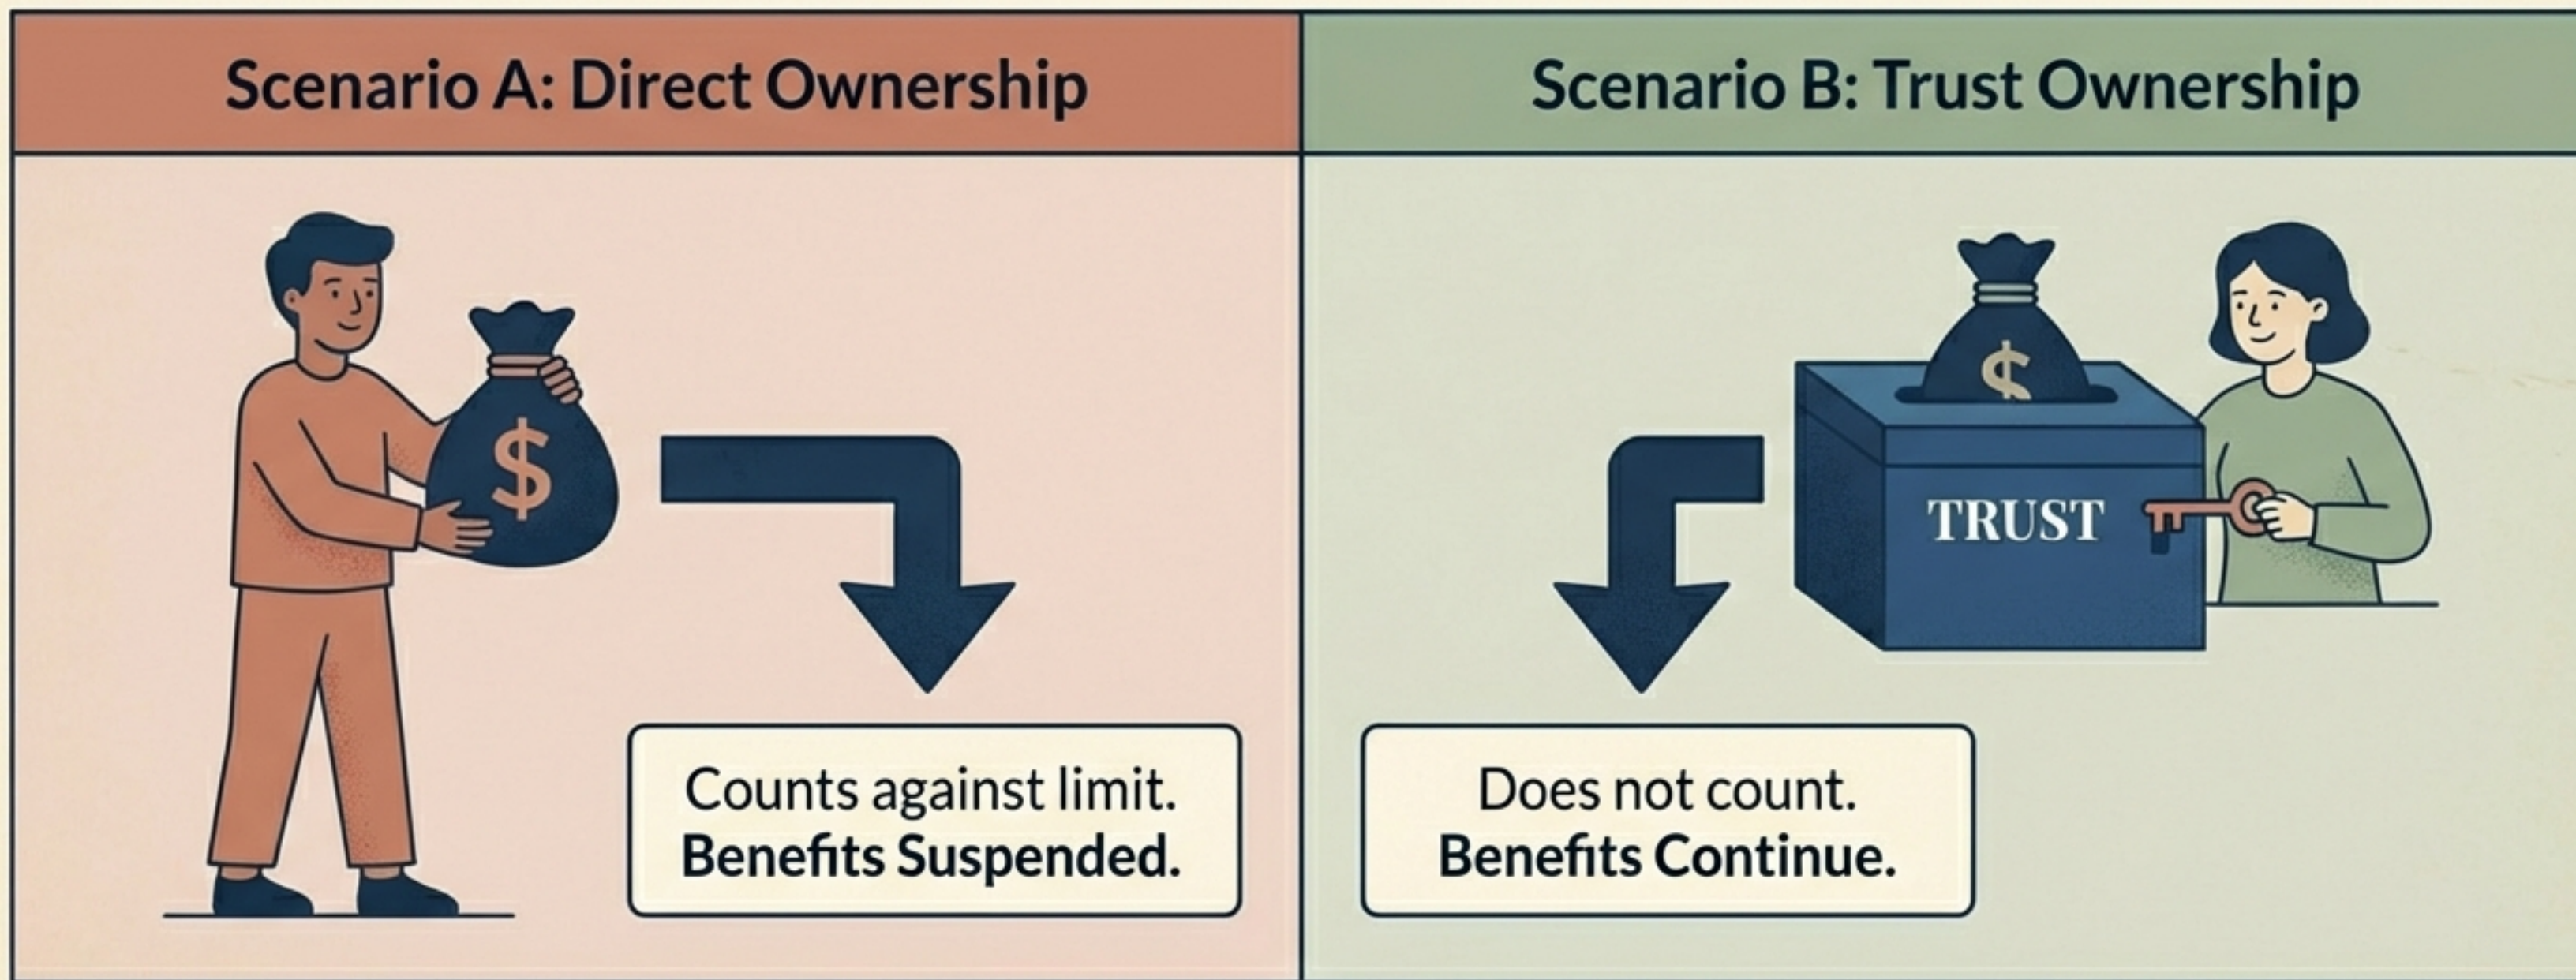 Scenario A: Direct Ownership
$
Counts against limit.
Benefits Suspended.
Scenario B: Trust Ownership
$
TRUST
Does not count.
Benefits Continue.